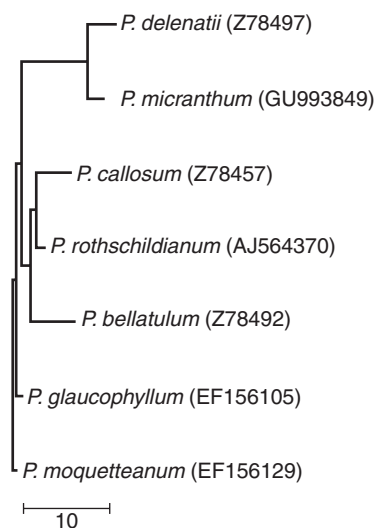 P. delenatii (Z78497)
P. micranthum (GU993849)
P. callosum (Z78457)
P. rothschildianum (AJ564370)
P. bellatulum (Z78492)
P. glaucophyllum (EF156105)
P. moquetteanum (EF156129)
10